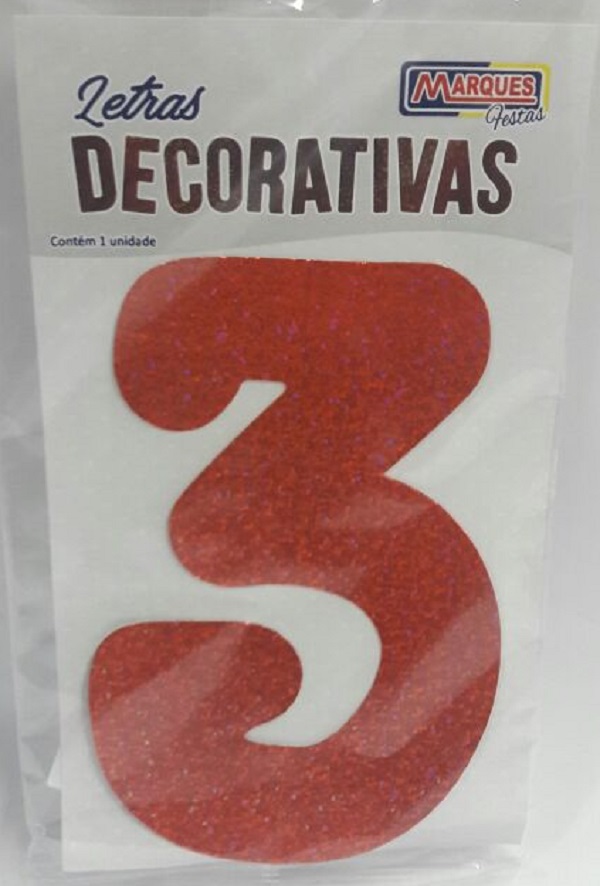 Letras
MARQUES
Festas
DECORATIVAS
Contém 1 unidade
3